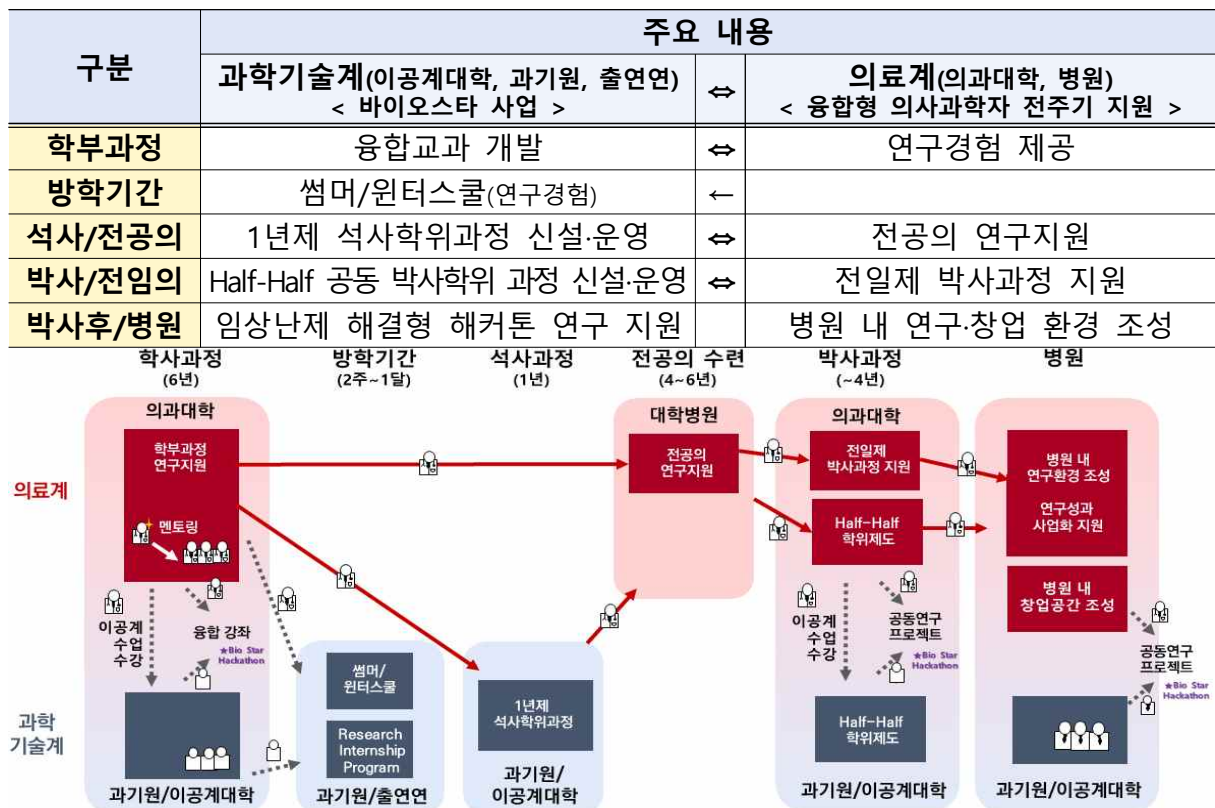 구분
주요 내용
과학기술계(이공계대학, 과기원, 출연연)
< 바이오스타 사업 >
⇔
의료계(의과대학, 병원)
< 융합형 의사과학자 전주기 지원 >
학부과정 융합교과 개발 ⇔ 연구경험 제공
방학기간 썸머/윈터스쿨(연구경험) ←
석사/전공의 1년제 석사학위과정 신설·운영 ⇔ 전공의 연구지원
박사/전임의 Half-Half 공동 박사학위 과정 신설·운영 ⇔ 전일제 박사과정 지원
박사후/병원 임상난제 해결형 해커톤 연구 지원 병원 내 연구·창업 환경 조성
학사과정
(6년)
방학기간
(2주~1달)
석사과정
(1년)
전공의 수련
(4~6년)
박사과정
(~4년)
병원
의료계
의과대학
학부과정
연구지원
멘토링
대학병원
전공의
연구지원
의과대학
전일제
박사과정 지원
Half-Half
학위제도
병원 내
연구환경 조성
연구성과
사업화 지원
병원 내
창업공간 조성
이공계
수업
수강
융합 강좌
★Bio Star
Hackathon
이공계
수업
수강
공동연구
프로젝트
★Bio Star
Hackathon
공동연구
프로젝트
★Bio Star
Hackathon
과학
기술계
썸머/
윈터스쿨
Research
Internship
Program
1년제
석사학위과정
Half-Half
학위제도
과기원/이공계대학
과기원/출연연
과기원/
이공계대학
과기원/이공계대학
과기원/이공계대학